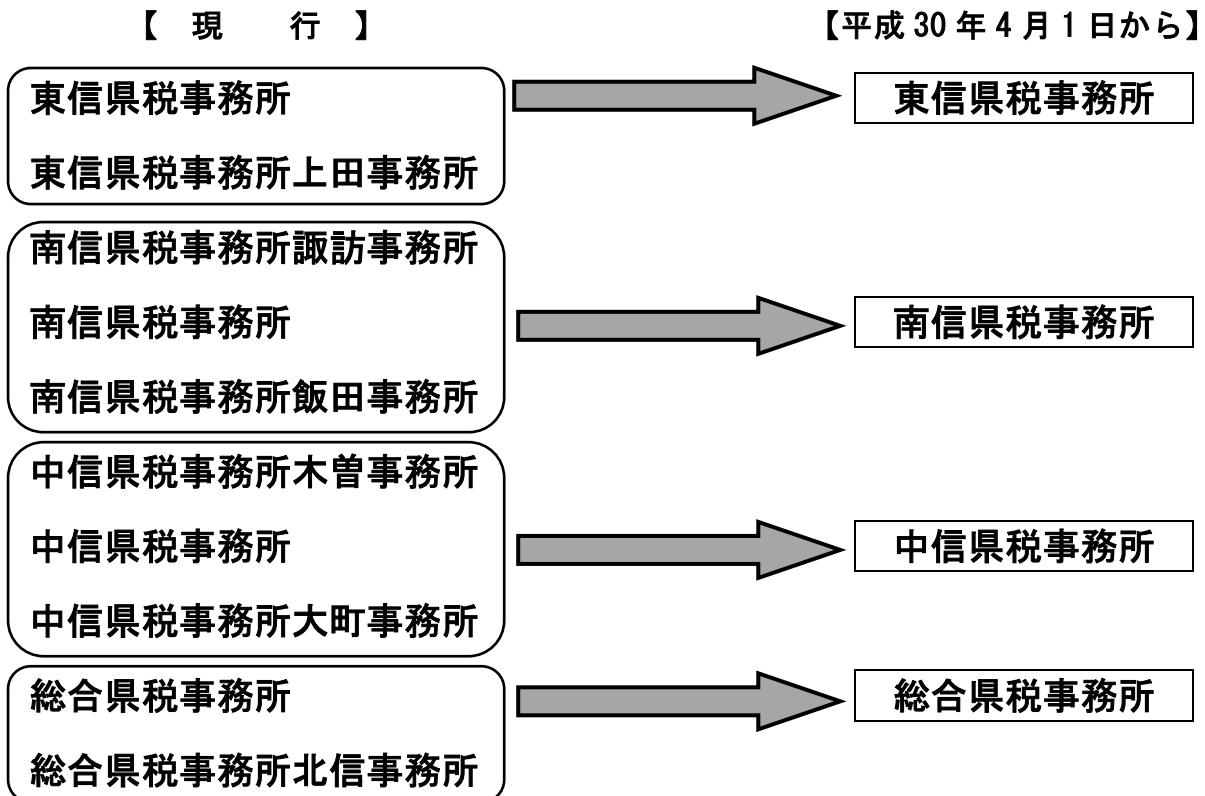 【 現 行 】 【平成 30 年 4 月 1 日から】
東信県税事務所 東信県税事務所
東信県税事務所上田事務所
南信県税事務所諏訪事務所
南信県税事務所 南信県税事務所
南信県税事務所飯田事務所
中信県税事務所木曽事務所
中信県税事務所 中信県税事務所
中信県税事務所大町事務所
総合県税事務所 総合県税事務所
総合県税事務所北信事務所